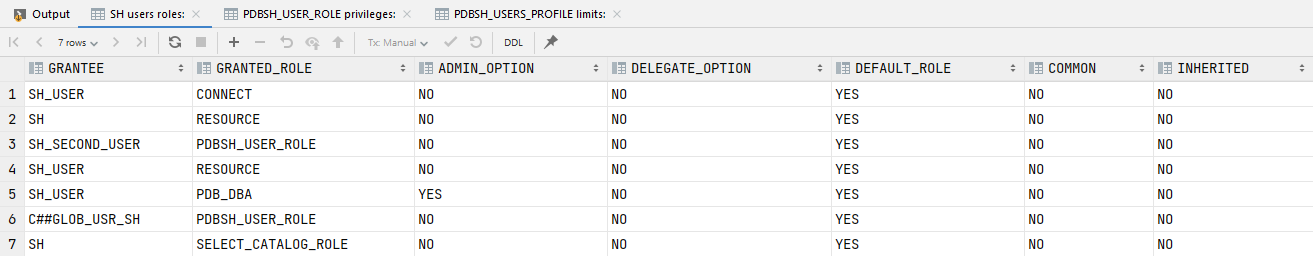 Output SH users roles: PDBSH_USER_ROLE privileges: PDBSH_USERS_PROFILE limits:
7 rows Tx: Manual DDL
GRANTEE GRANTED_ROLE ADMIN_OPTION DELEGATE_OPTION DEFAULT_ROLE COMMON INHERITED
1 SH_USER CONNECT NO NO YES NO NO
2 SH RESOURCE NO NO YES NO NO
3 SH_SECOND_USER PDBSH_USER_ROLE NO NO YES NO NO
4 SH_USER RESOURCE NO NO YES NO NO
5 SH_USER PDB_DBA YES NO YES NO NO
6 C##GLOB_USR_SH PDBSH_USER_ROLE NO NO YES NO NO
7 SH SELECT_CATALOG_ROLE NO NO YES NO NO